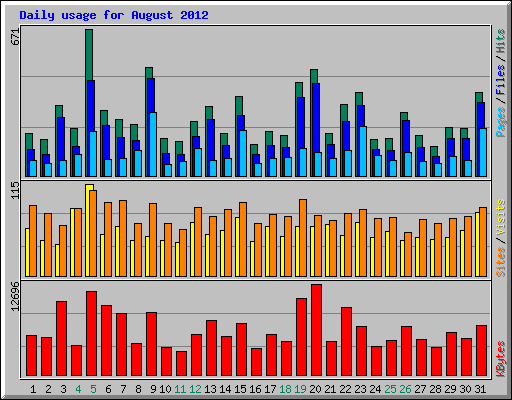 Daily usage for August 2012
671
Pages / Files / Hits
115
Sites / Visits
12696
KBytes
1 2 3 4 5 6 7 8 9 10 11 12 13 14 15 16 17 18 19 20 21 22 23 24 25 26 27 28 29 30 31